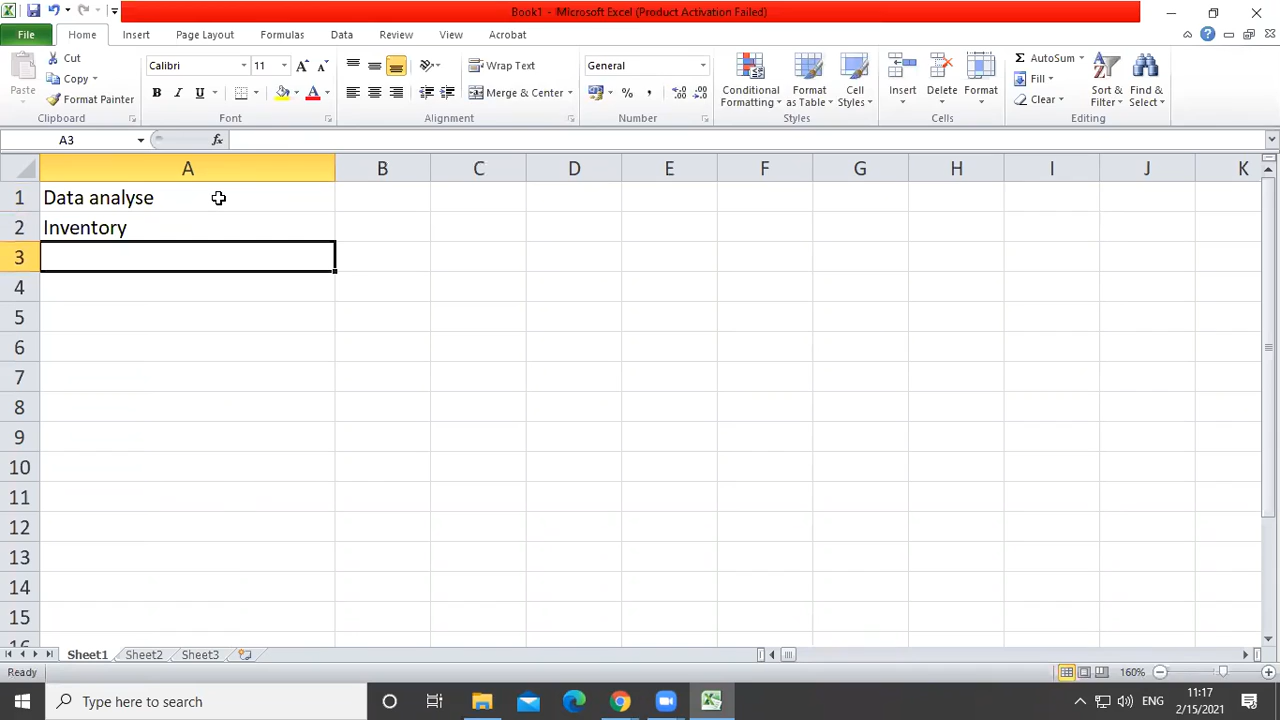 Book1 - Microsoft Excel (Product Activation Failed)
File Home Insert Page Layout Formulas Data Review View Acrobat
Paste Cut Copy Format Painter Clipboard
Calibri 11 B I U A Font
Wrap Text Merge & Center Alignment
General % , Number
Conditional Formatting Format as Table Cell Styles Styles
Insert Delete Format Cells
Σ AutoSum Fill Clear Sort & Filter Find & Select Editing
A3 fx
A B C D E F G H I J K
1 Data analyse
2 Inventory
3
4
5
6
7
8
9
10
11
12
13
14
15
Sheet1 Sheet2 Sheet3
Ready 160%
Type here to search ENG 11:17
2/15/2021